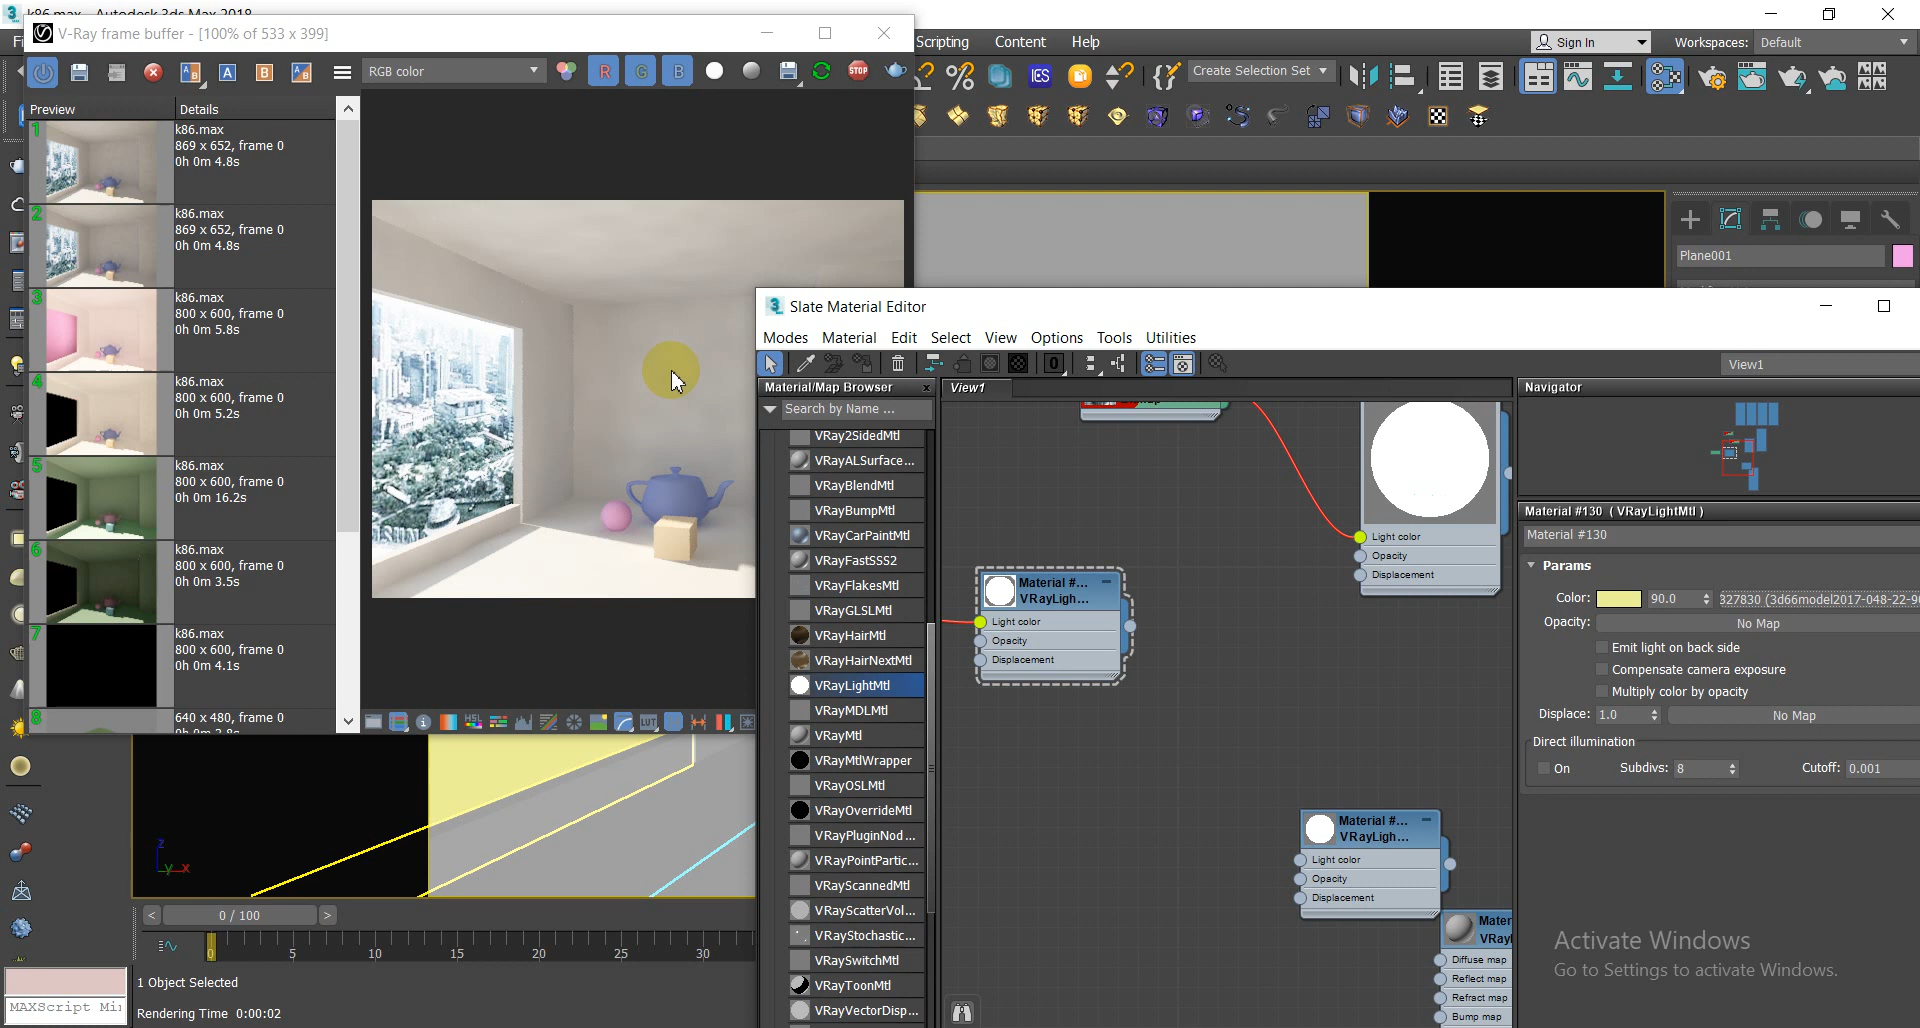 k86.max - Autodesk 3ds Max 2018
V-Ray frame buffer - [100% of 533 x 399]
Scripting Content Help
Sign In
Workspaces: Default
RGB color
Create Selection Set
Preview Details
1
k86.max
869 x 652, frame 0
0h 0m 4.8s
2
k86.max
869 x 652, frame 0
0h 0m 4.8s
3
k86.max
800 x 600, frame 0
0h 0m 5.8s
4
k86.max
800 x 600, frame 0
0h 0m 5.2s
5
k86.max
800 x 600, frame 0
0h 0m 16.2s
6
k86.max
800 x 600, frame 0
0h 0m 3.5s
7
k86.max
800 x 600, frame 0
0h 0m 4.1s
8
640 x 480, frame 0
Plane001
Slate Material Editor
Modes Material Edit Select View Options Tools Utilities
View1
Material/Map Browser
Search by Name ...
VRay2SidedMtl
VRayALSurface...
VRayBlendMtl
VRayBumpMtl
VRayCarPaintMtl
VRayFastSSS2
VRayFlakesMtl
VRayGLSLMtl
VRayHairMtl
VRayHairNextMtl
VRayLightMtl
VRayMDLMtl
VRayMtl
VRayMtlWrapper
VRayOSLMtl
VRayOverrideMtl
VRayPluginNod...
VRayPointPartic...
VRayScannedMtl
VRayScatterVol...
VRayStochastic...
VRaySwitchMtl
VRayToonMtl
VRayVectorDisp...
View1
Light color
Opacity
Displacement
Material #...
VRayLigh...
Light color
Opacity
Displacement
Material #...
VRayLigh...
Light color
Opacity
Displacement
Mater
VRayl
Diffuse map
Reflect map
Refract map
Bump map
Navigator
Material #130 ( VRayLightMtl )
Material #130
Params
Color: 90.0 327830 (3d66model2017-048-22-9
Opacity: No Map
Emit light on back side
Compensate camera exposure
Multiply color by opacity
Displace: 1.0 No Map
Direct illumination
On Subdivs: 8 Cutoff: 0.001
Activate Windows
Go to Settings to activate Windows.
z
y x
< 0 / 100 >
0 5 10 15 20 25 30
1 Object Selected
MAXScript Mi
Rendering Time 0:00:02